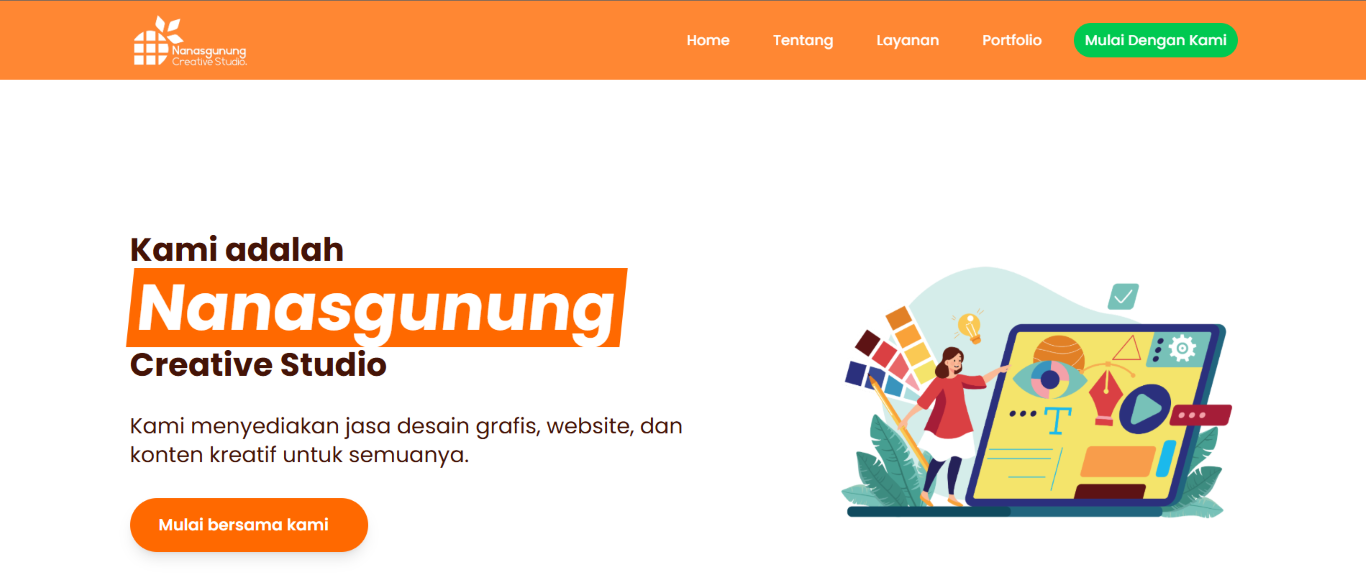 Nanasgunung
Creative Studio.
Home
Tentang
Layanan
Portfolio
Mulai Dengan Kami
Kami adalah
Nanasgunung
Creative Studio
Kami menyediakan jasa desain grafis, website, dan
konten kreatif untuk semuanya.
Mulai bersama kami
T